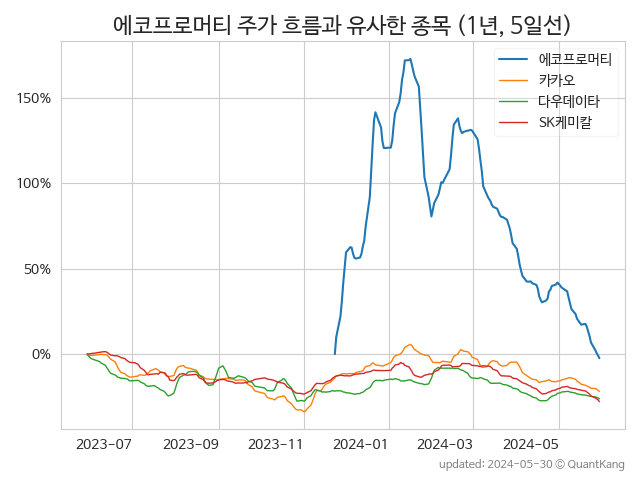 에코프로머티 주가 흐름과 유사한 종목 (1년, 5일선)
에코프로머티
카카오
다우데이타
SK케미칼
150%
100%
50%
0%
2023-07 2023-09 2023-11 2024-01 2024-03 2024-05
updated: 2024-05-30 © QuantKang